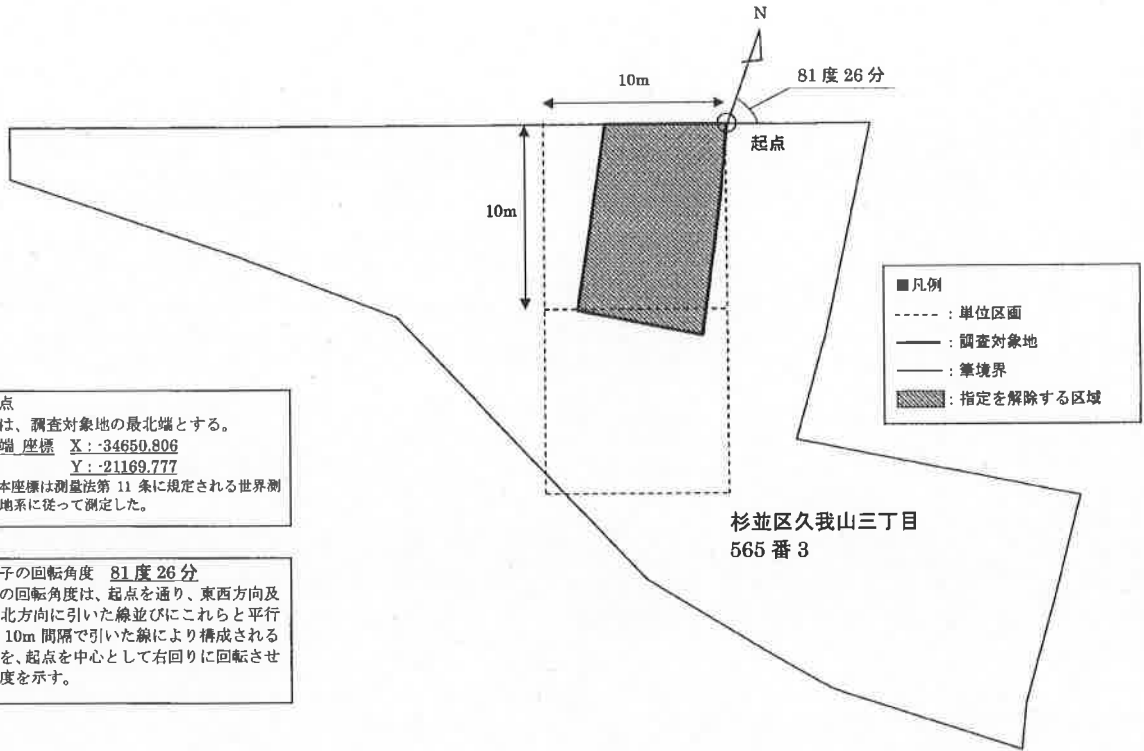 N
10m
81度26分
起点
10m
■凡例
：単位区画
：調査対象地
：筆境界
：指定を解除する区域
点
は、調査対象地の最北端とする。
端 座標 X：-34650.806
Y：-21169.777
本座標は測量法第 11 条に規定される世界測
地系に従って測定した。
杉並区久我山三丁目
565 番 3
子の回転角度 81度26分
の回転角度は、起点を通り、東西方向及
北方向に引いた線並びにこれらと平行
10m 間隔で引いた線により構成される
を、起点を中心として右回りに回転させ
度を示す。